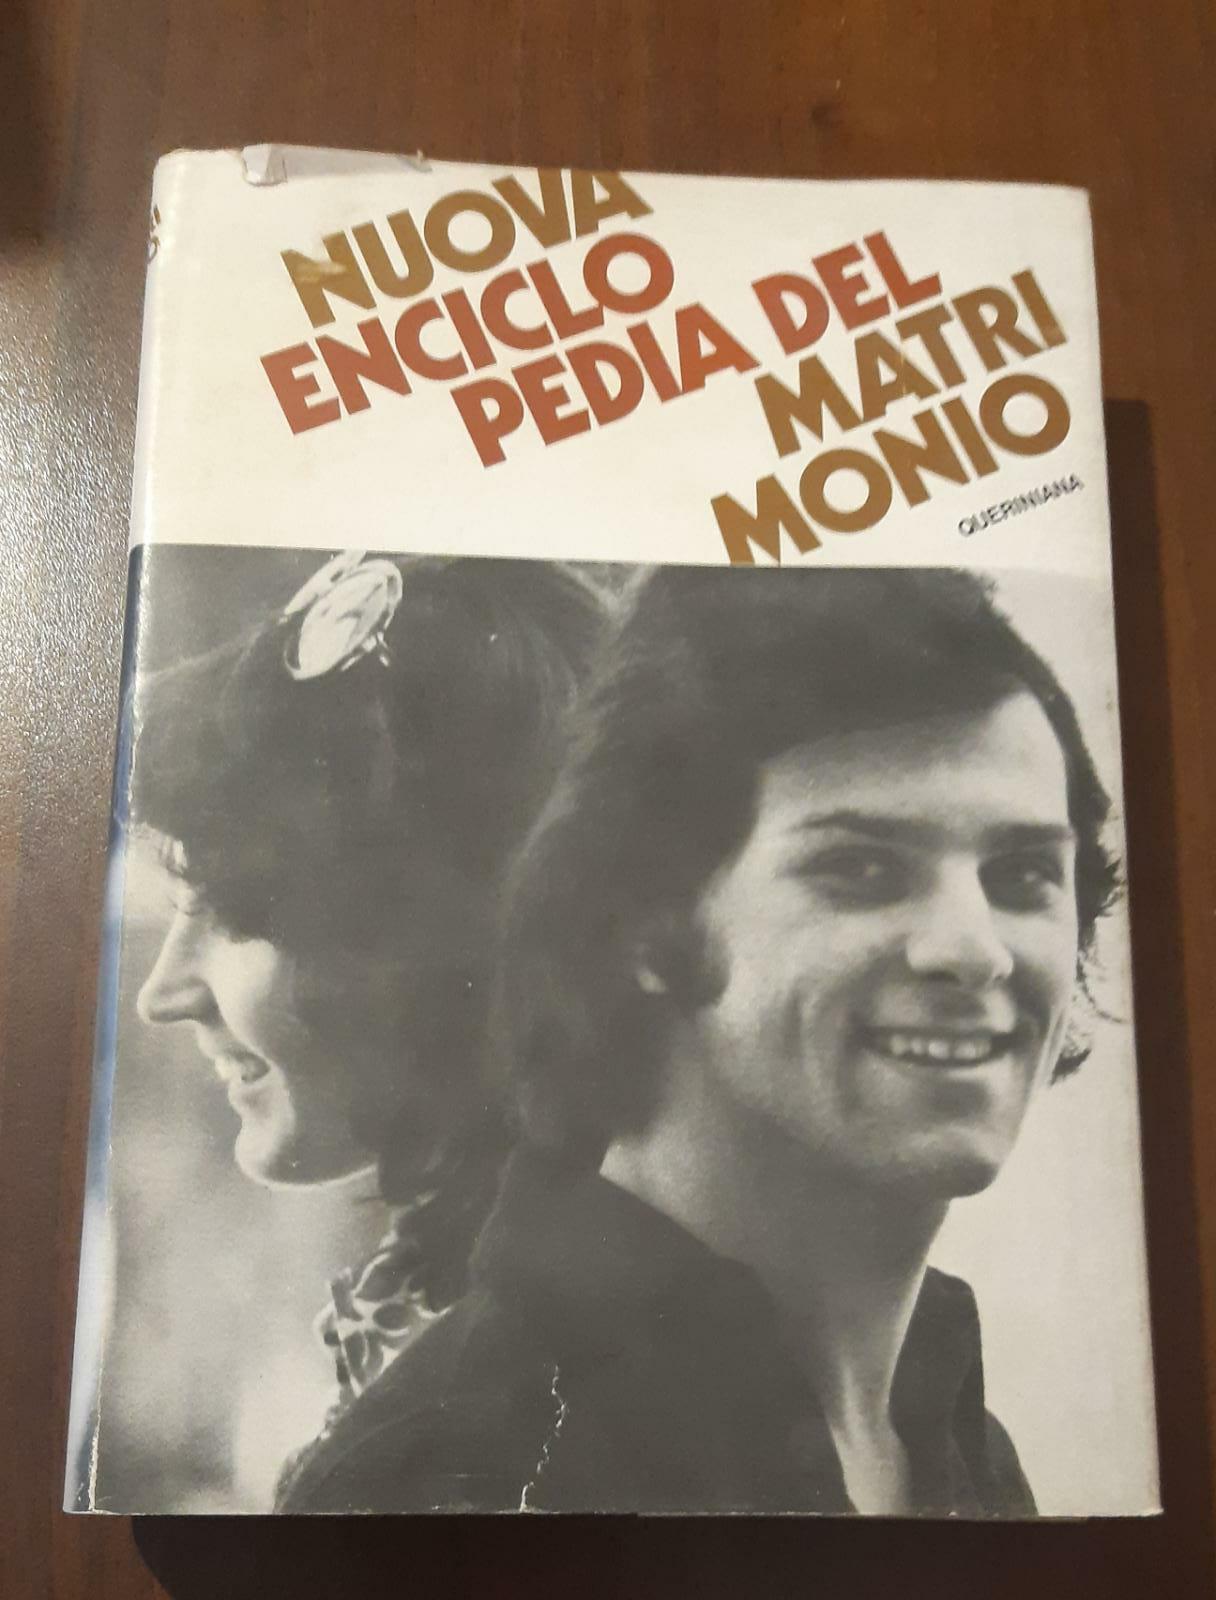 NUOVA
ENCICLO
PEDIA DEL
MATRI
MONIO
QUERINIANA